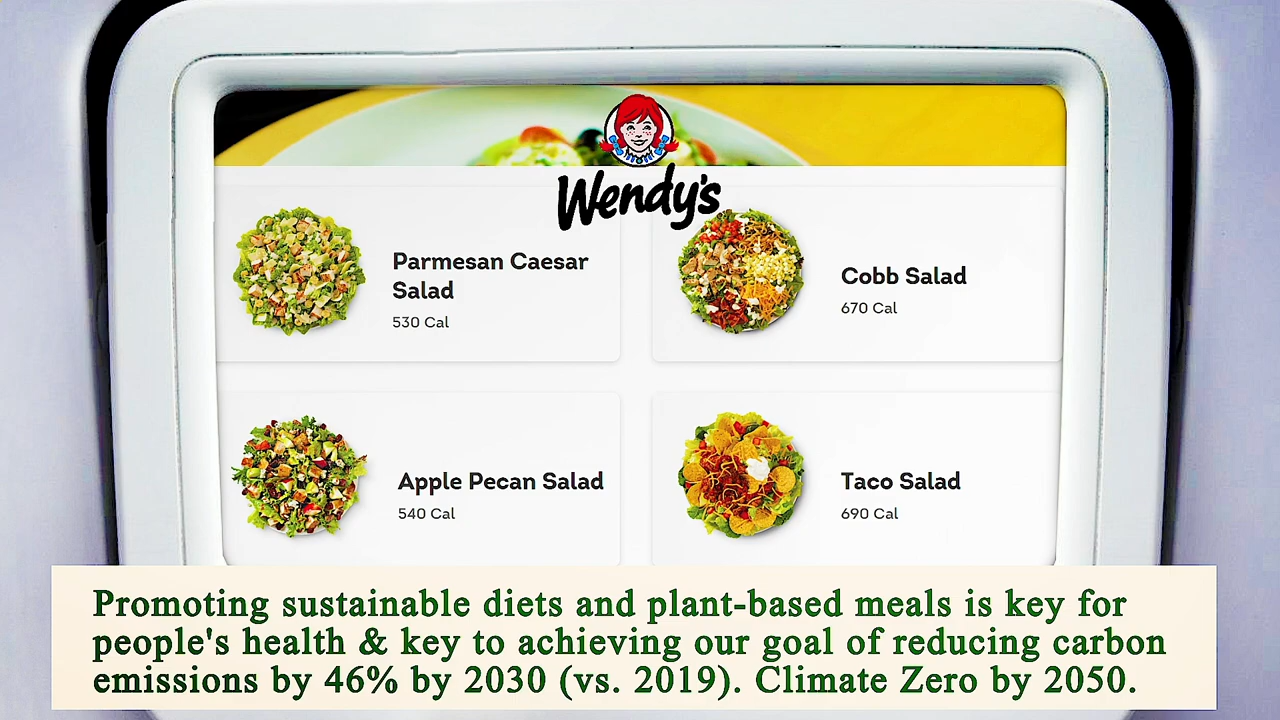 Wendy's
Parmesan Caesar
Salad
530 Cal
Cobb Salad
670 Cal
Apple Pecan Salad
540 Cal
Taco Salad
690 Cal
Promoting sustainable diets and plant-based meals is key for
people's health & key to achieving our goal of reducing carbon
emissions by 46% by 2030 (vs. 2019). Climate Zero by 2050.